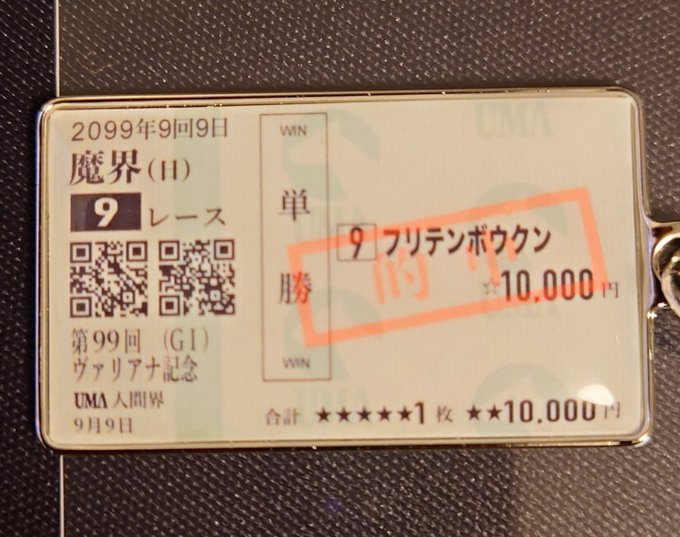 2099年9回9日
魔界(日)
9 レース
第99回 (GI)
ヴァリアナ記念
UMA 人間界
9月9日
WIN
単勝
WIN
9 フリテンボウクン
的中
☆10,000円
合計 ★★★★★1枚 ★★10,000円
UMA
UMA
UMA